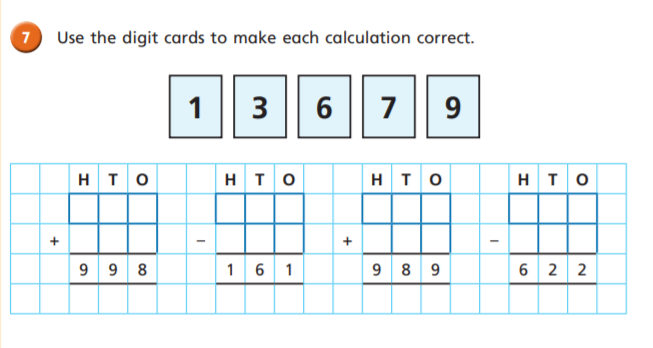 7 Use the digit cards to make each calculation correct.
1 3 6 7 9
H T O H T O H T O H T O
+ − + −
9 9 8 1 6 1 9 8 9 6 2 2